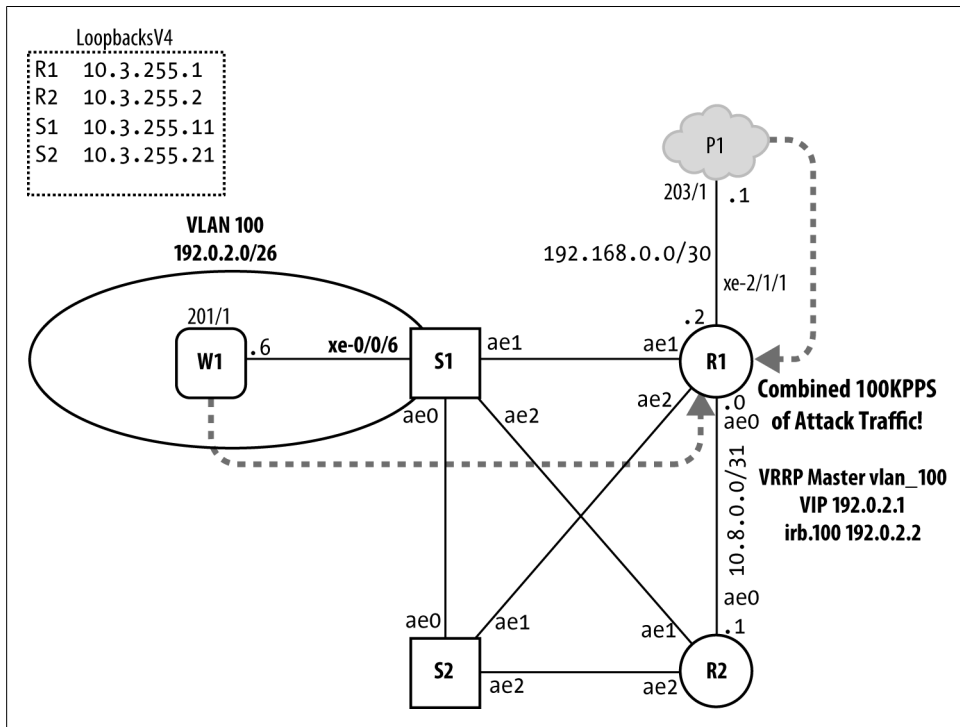 LoopbacksV4
R1 10.3.255.1
R2 10.3.255.2
S1 10.3.255.11
S2 10.3.255.21
P1
203/1
.1
VLAN 100
192.0.2.0/26
192.168.0.0/30
xe-2/1/1
201/1
.2
W1
.6
xe-0/0/6
S1
ae1
ae1
R1
ae0
ae2
ae2
.0
ae0
Combined 100KPPS
of Attack Traffic!
10.8.0.0/31
VRRP Master vlan_100
VIP 192.0.2.1
irb.100 192.0.2.2
ae0
ae0
ae1
ae1
.1
S2
ae2
ae2
R2